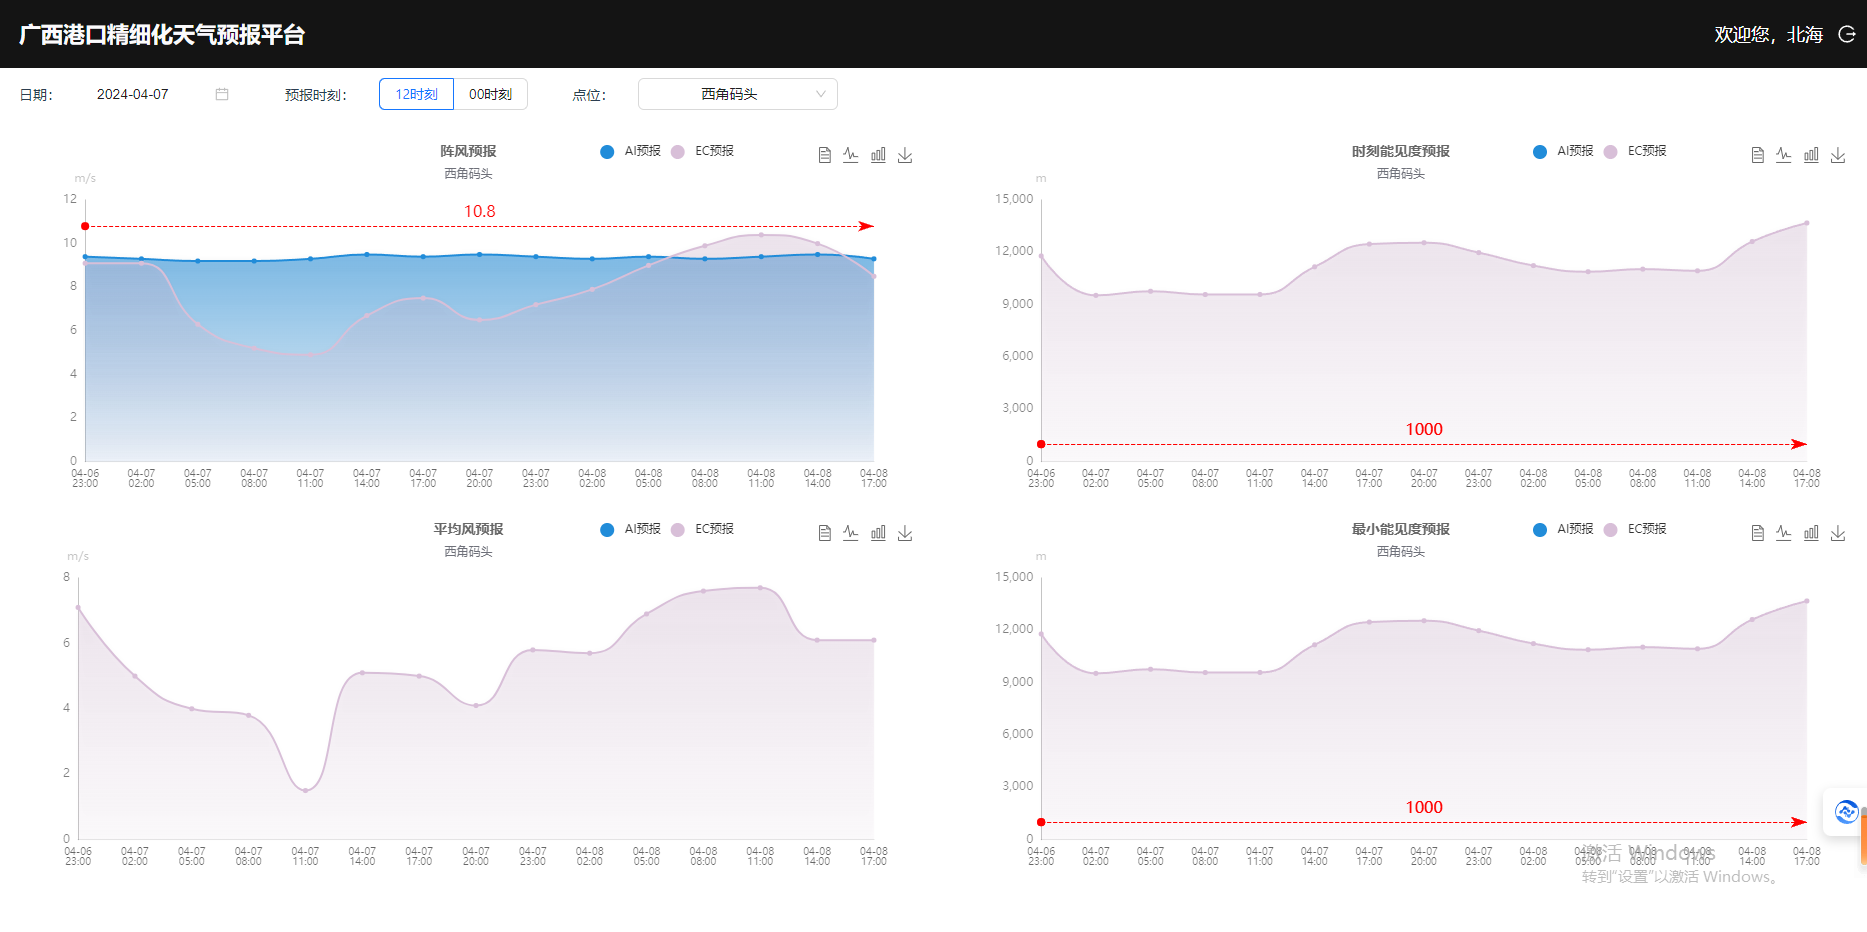 广西港口精细化天气预报平台
欢迎您，北海
日期： 2024-04-07 预报时刻： 12时刻 00时刻 点位： 西角码头
阵风预报 AI预报 EC预报
西角码头
m/s
12
10
8
6
4
2
0
10.8
04-06 04-07 04-07 04-07 04-07 04-07 04-07 04-07 04-07 04-08 04-08 04-08 04-08 04-08 04-08
23:00 02:00 05:00 08:00 11:00 14:00 17:00 20:00 23:00 02:00 05:00 08:00 11:00 14:00 17:00
时刻能见度预报 AI预报 EC预报
西角码头
m
15,000
12,000
9,000
6,000
3,000
0
1000
04-06 04-07 04-07 04-07 04-07 04-07 04-07 04-07 04-07 04-08 04-08 04-08 04-08 04-08 04-08
23:00 02:00 05:00 08:00 11:00 14:00 17:00 20:00 23:00 02:00 05:00 08:00 11:00 14:00 17:00
平均风预报 AI预报 EC预报
西角码头
m/s
8
6
4
2
0
04-06 04-07 04-07 04-07 04-07 04-07 04-07 04-07 04-07 04-08 04-08 04-08 04-08 04-08 04-08
23:00 02:00 05:00 08:00 11:00 14:00 17:00 20:00 23:00 02:00 05:00 08:00 11:00 14:00 17:00
最小能见度预报 AI预报 EC预报
西角码头
m
15,000
12,000
9,000
6,000
3,000
0
1000
04-06 04-07 04-07 04-07 04-07 04-07 04-07 04-07 04-07 04-08 04-08 04-08 04-08 04-08 04-08
23:00 02:00 05:00 08:00 11:00 14:00 17:00 20:00 23:00 02:00 05:00 08:00 11:00 14:00 17:00
激活 Windows
转到“设置”以激活 Windows。